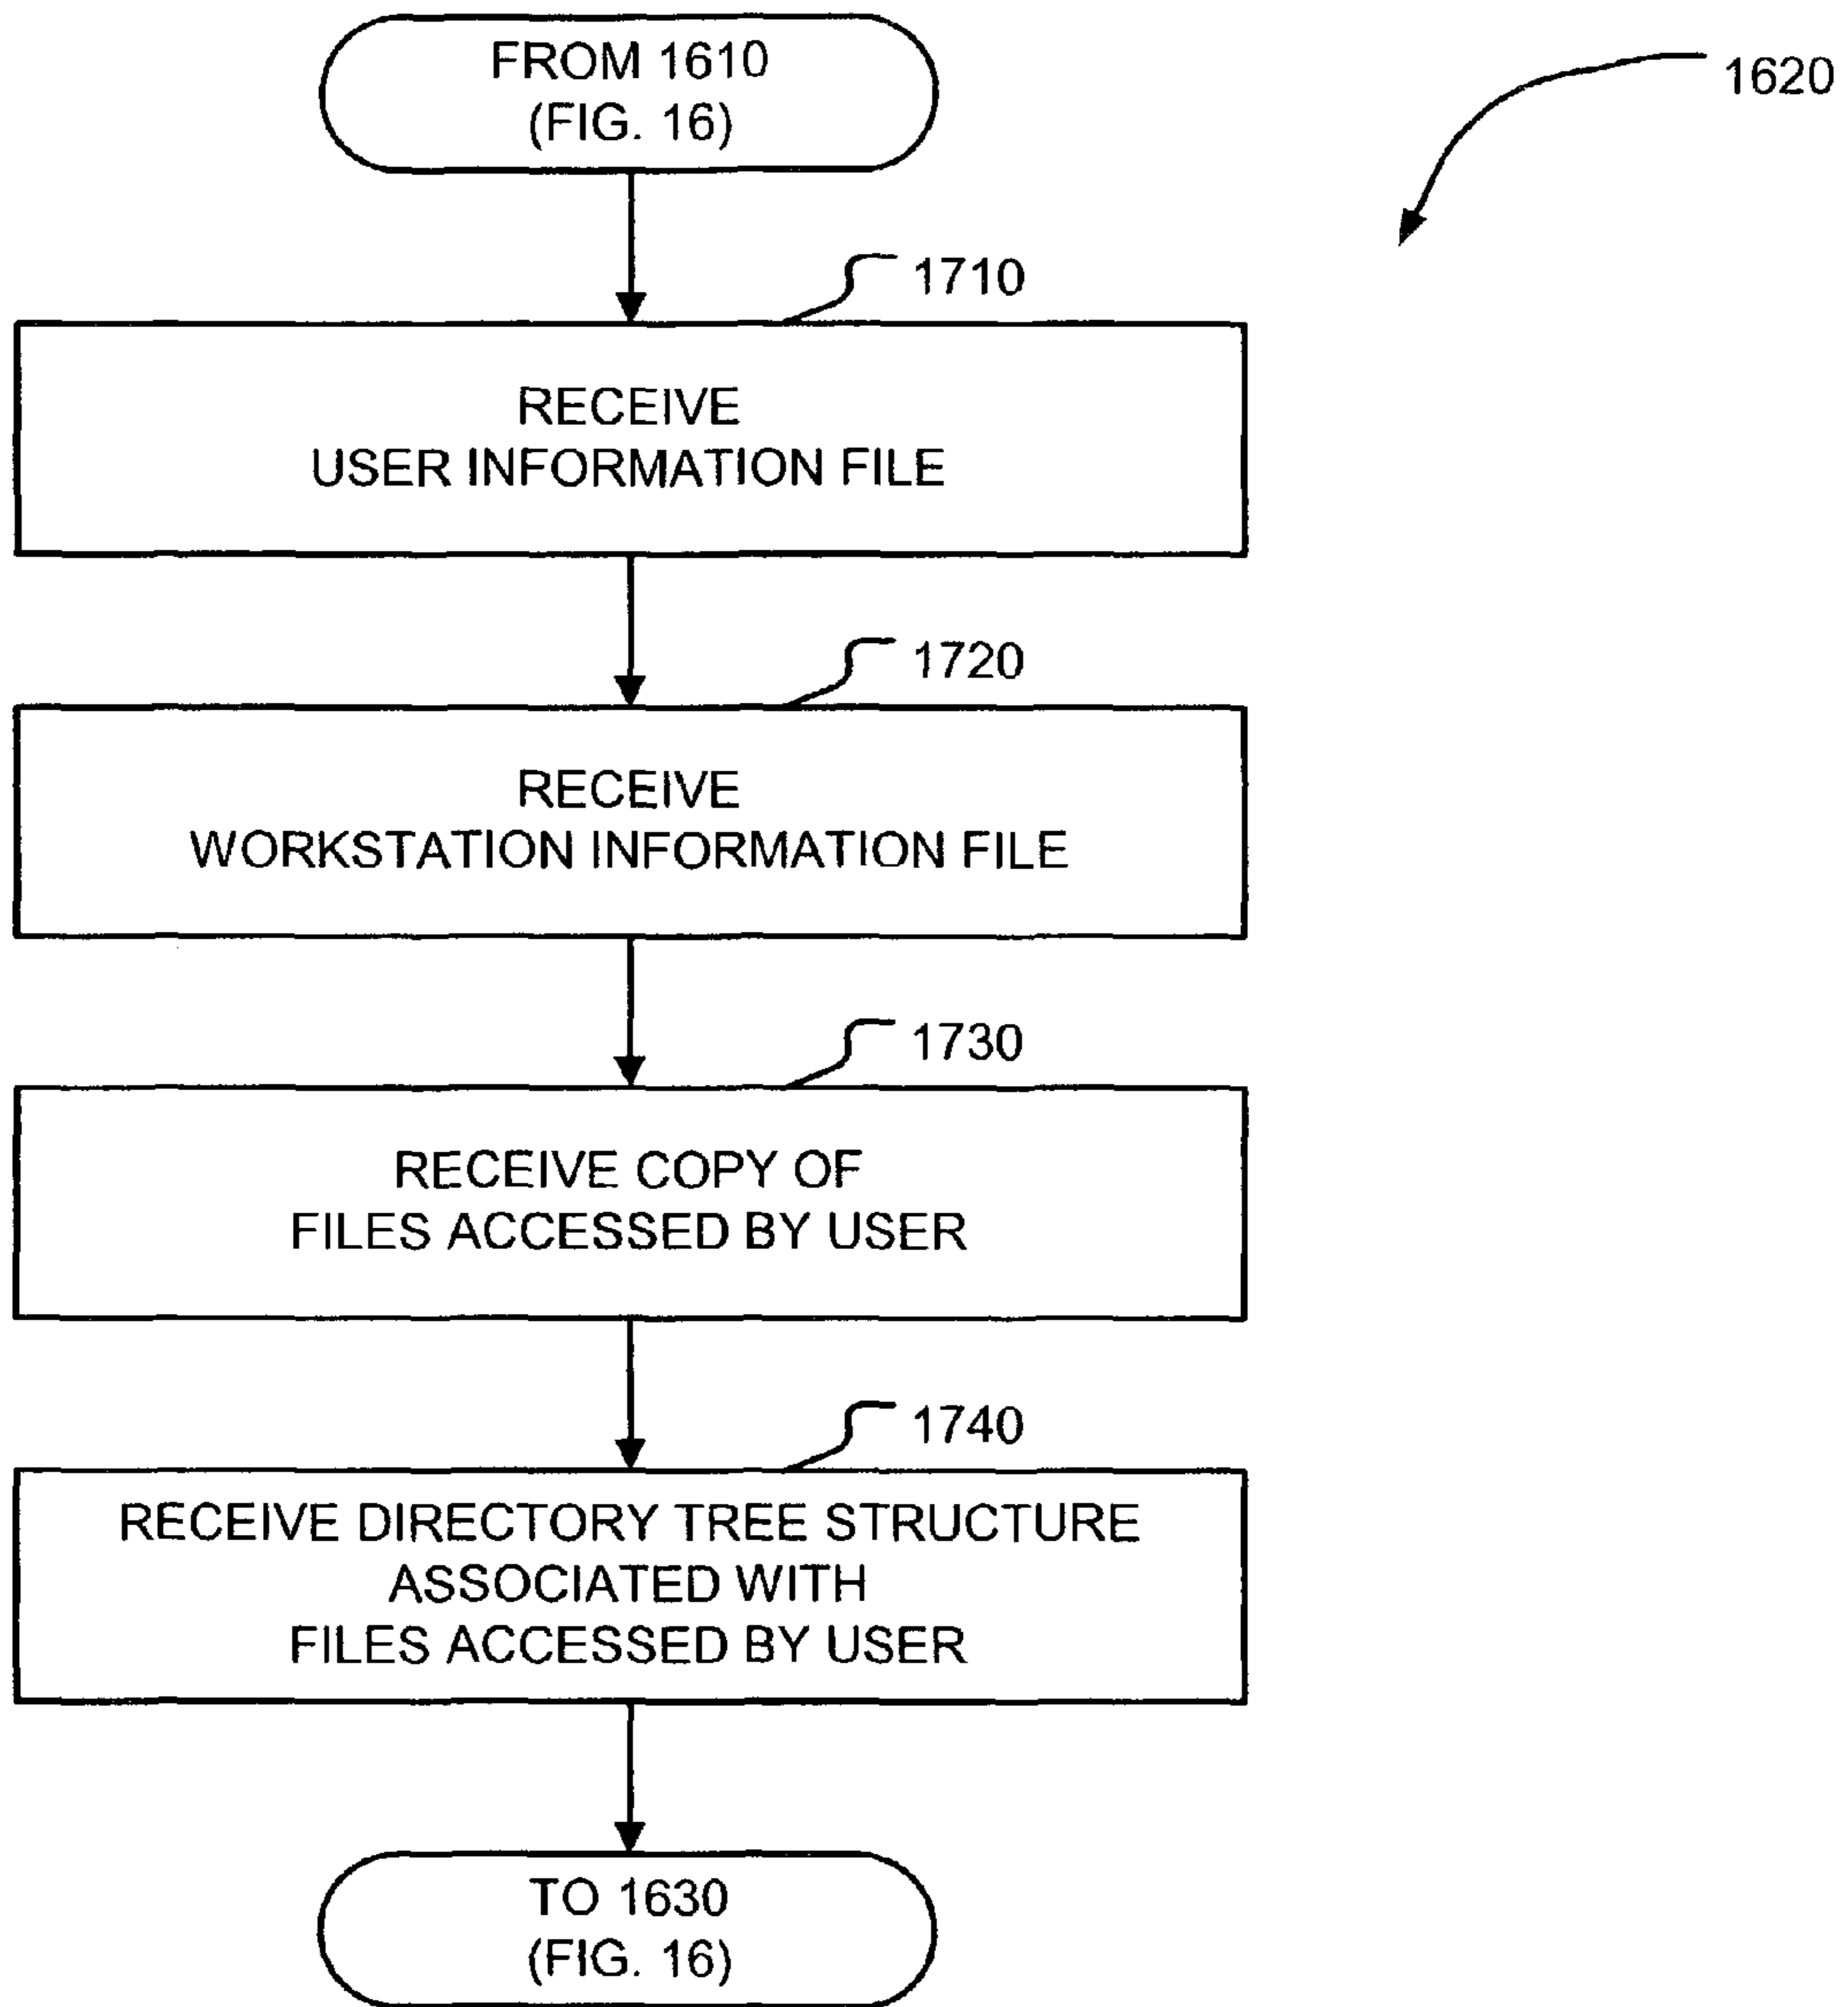 FROM 1610
(FIG. 16)
1620
1710
RECEIVE
USER INFORMATION FILE
1720
RECEIVE
WORKSTATION INFORMATION FILE
1730
RECEIVE COPY OF
FILES ACCESSED BY USER
1740
RECEIVE DIRECTORY TREE STRUCTURE
ASSOCIATED WITH
FILES ACCESSED BY USER
TO 1630
(FIG. 16)